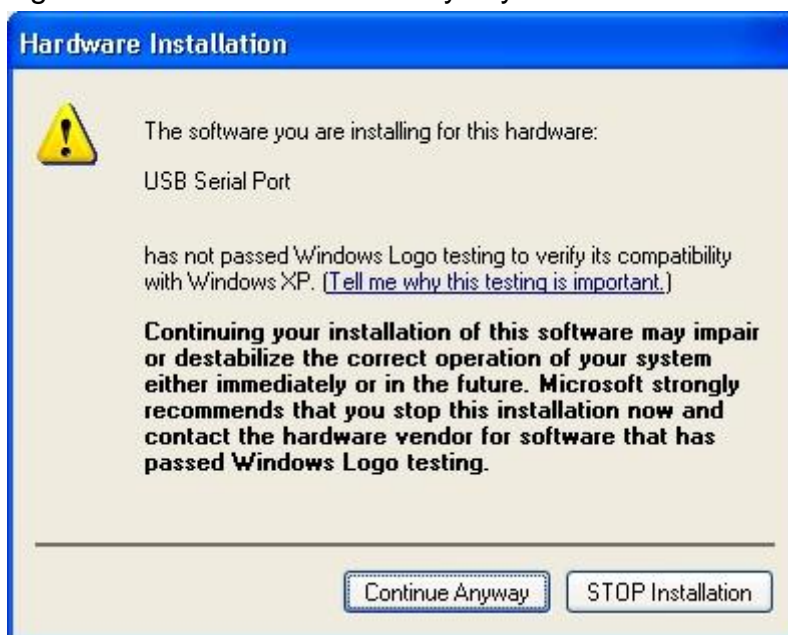 Hardware Installation
The software you are installing for this hardware:
USB Serial Port
has not passed Windows Logo testing to verify its compatibility
with Windows XP. (Tell me why this testing is important.)
Continuing your installation of this software may impair
or destabilize the correct operation of your system
either immediately or in the future. Microsoft strongly
recommends that you stop this installation now and
contact the hardware vendor for software that has
passed Windows Logo testing.
Continue Anyway STOP Installation